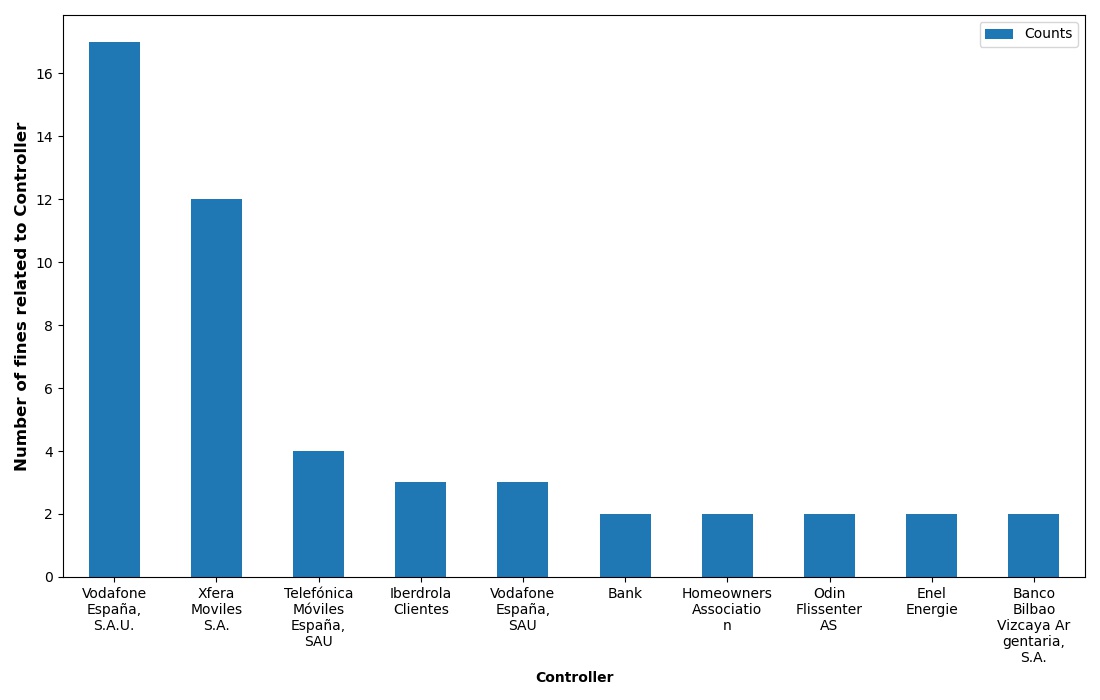 Counts
Number of fines related to Controller
16
14
12
10
8
6
4
2
0
Vodafone
España,
S.A.U.
Xfera
Moviles
S.A.
Telefónica
Móviles
España,
SAU
Iberdrola
Clientes
Vodafone
España,
SAU
Bank
Homeowners
Associatio
n
Odin
Flissenter
AS
Enel
Energie
Banco
Bilbao
Vizcaya Ar
gentaria,
S.A.
Controller